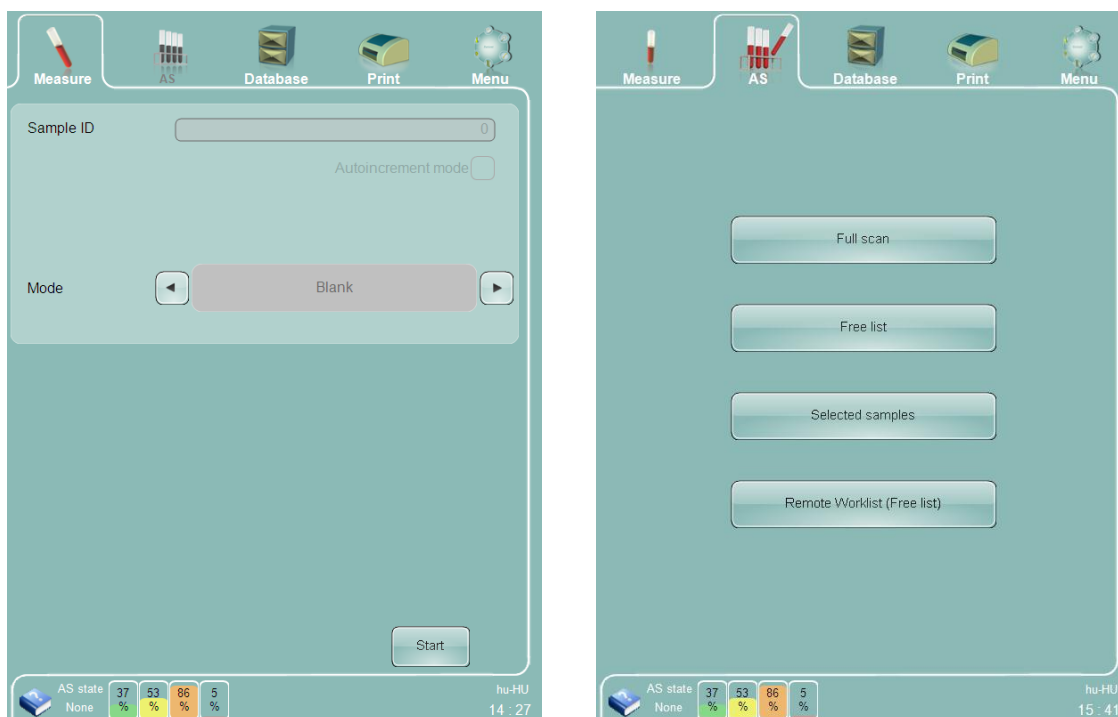 Measure AS Database Print Menu
Sample ID 0
Autoincrement mode
Mode Blank
Start
AS state 37 53 86 5 hu-HU
None % % % % 14 : 27
Measure AS Database Print Menu
Full scan
Free list
Selected samples
Remote Worklist (Free list)
AS state 37 53 86 5 hu-HU
None % % % %